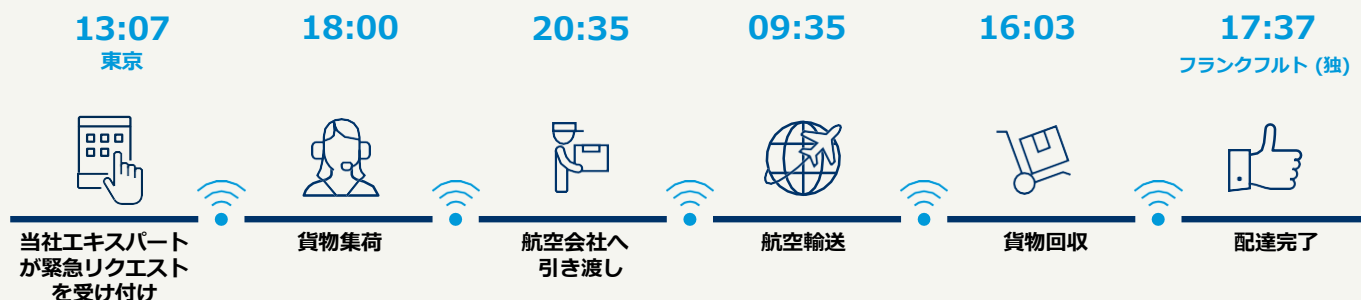 13:07
東京
18:00
20:35
09:35
16:03
17:37
フランクフルト (独)
当社エキスパート
が緊急リクエスト
を受け付け
貨物集荷
航空会社へ
引き渡し
航空輸送
貨物回収
配達完了